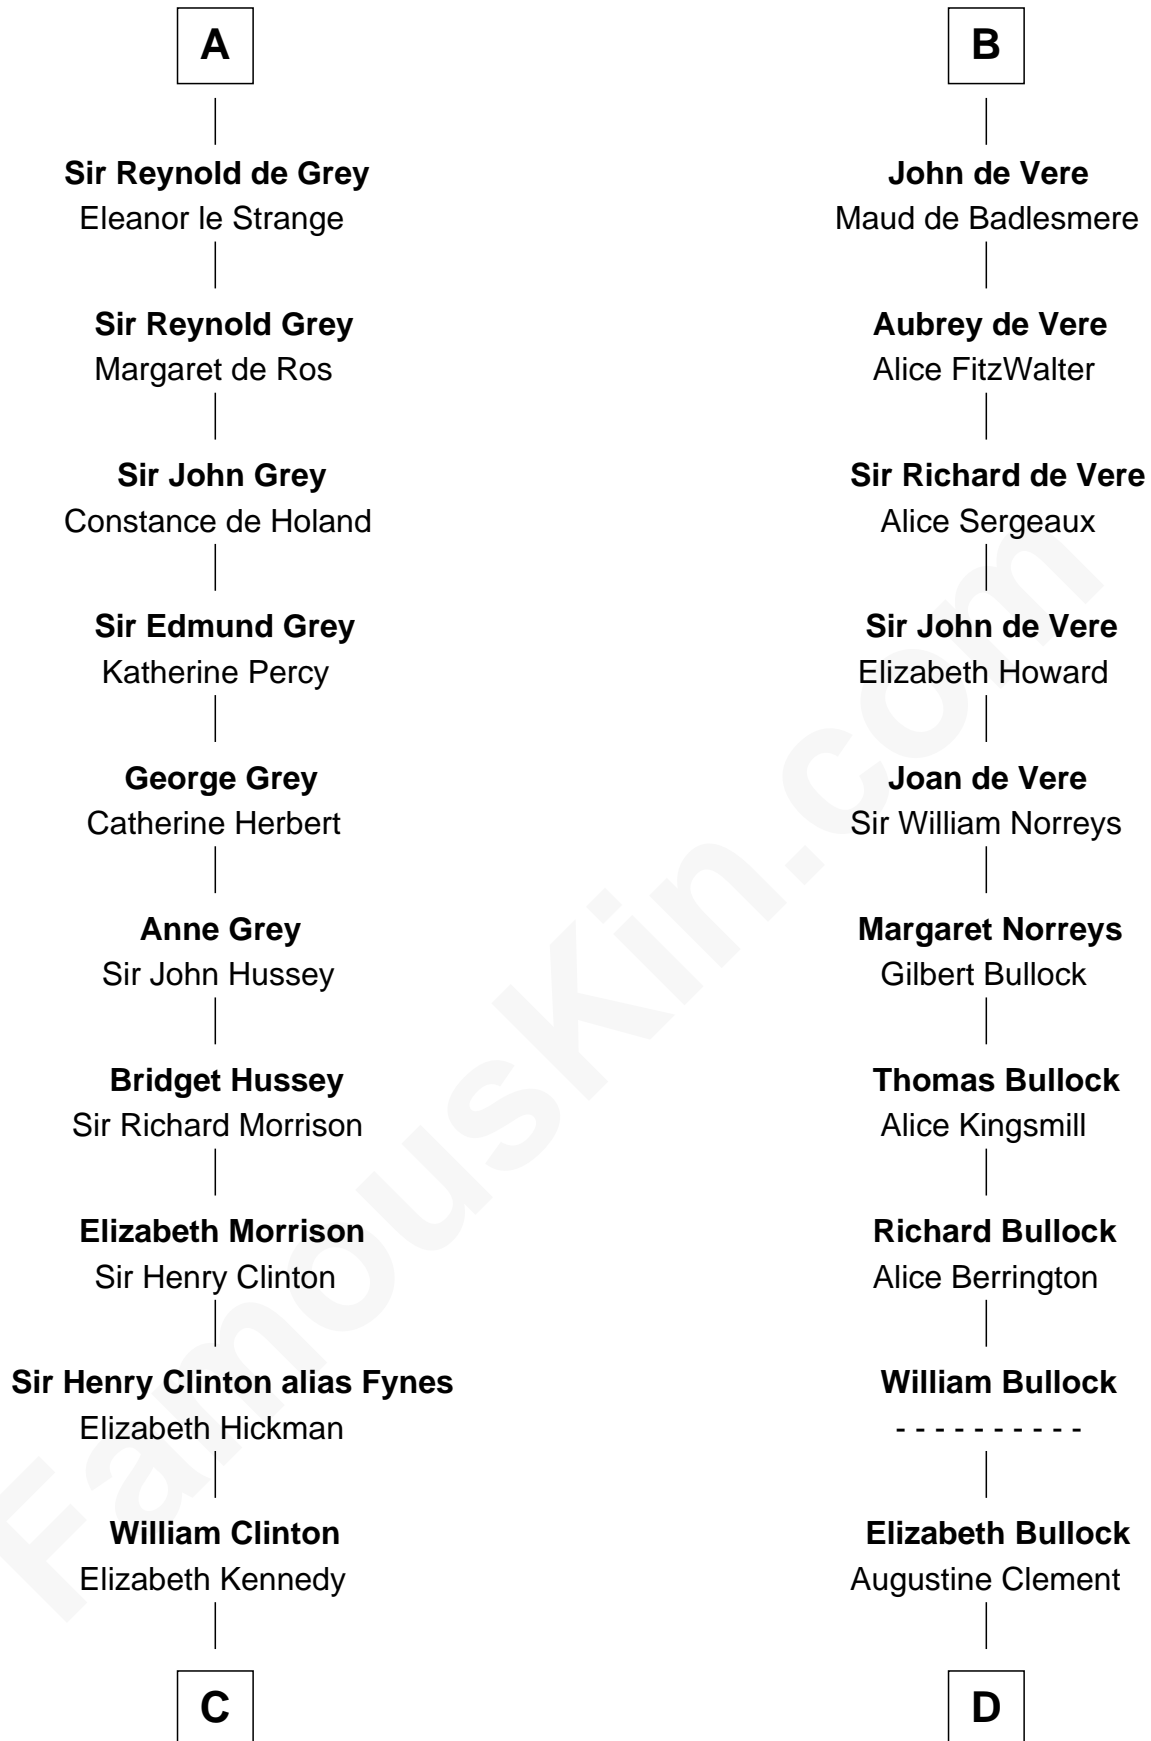 A
Sir Reynold de Grey
Eleanor le Strange
Sir Reynold Grey
Margaret de Ros
Sir John Grey
Constance de Holand
Sir Edmund Grey
Katherine Percy
George Grey
Catherine Herbert
Anne Grey
Sir John Hussey
Bridget Hussey
Sir Richard Morrison
Elizabeth Morrison
Sir Henry Clinton
Sir Henry Clinton alias Fynes
Elizabeth Hickman
William Clinton
Elizabeth Kennedy
C
B
John de Vere
Maud de Badlesmere
Aubrey de Vere
Alice FitzWalter
Sir Richard de Vere
Alice Sergeaux
Sir John de Vere
Elizabeth Howard
Joan de Vere
Sir William Norreys
Margaret Norreys
Gilbert Bullock
Thomas Bullock
Alice Kingsmill
Richard Bullock
Alice Berrington
William Bullock
- - - - - - - - - -
Elizabeth Bullock
Augustine Clement
D
FamousKin.com